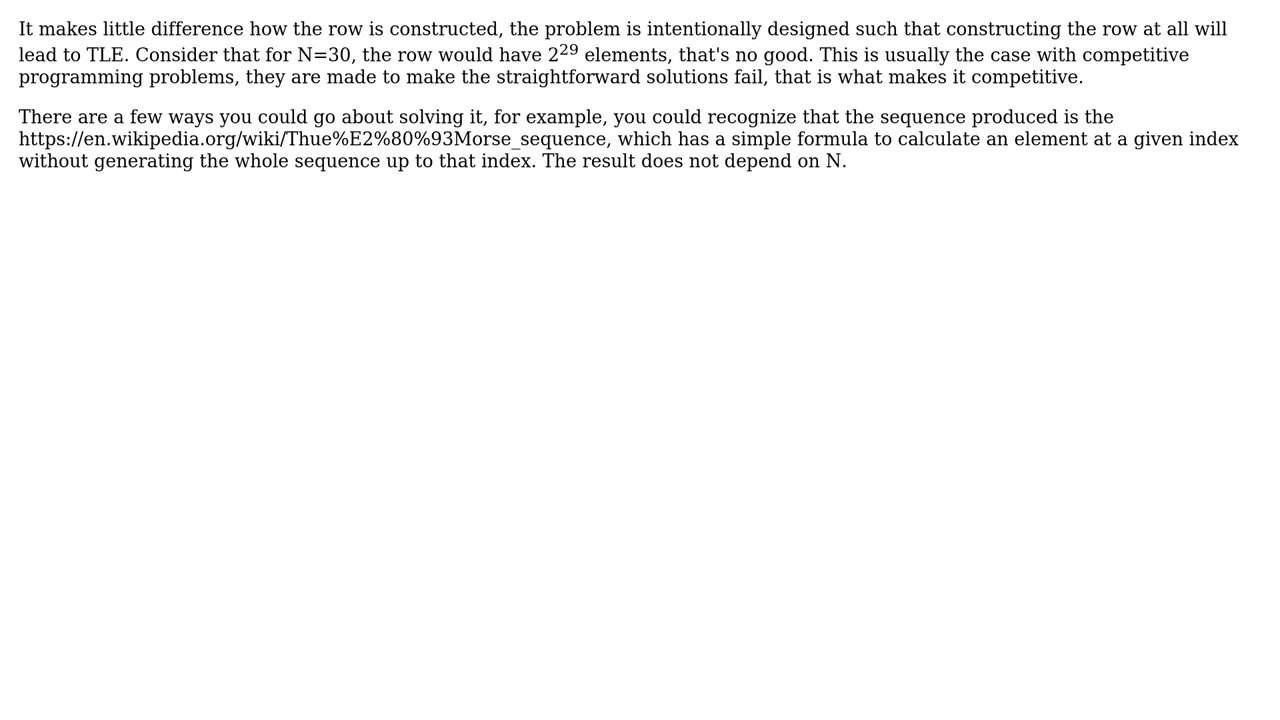 It makes little difference how the row is constructed, the problem is intentionally designed such that constructing the row at all will
lead to TLE. Consider that for N=30, the row would have 2²⁹ elements, that's no good. This is usually the case with competitive
programming problems, they are made to make the straightforward solutions fail, that is what makes it competitive.
There are a few ways you could go about solving it, for example, you could recognize that the sequence produced is the
https://en.wikipedia.org/wiki/Thue%E2%80%93Morse_sequence, which has a simple formula to calculate an element at a given index
without generating the whole sequence up to that index. The result does not depend on N.